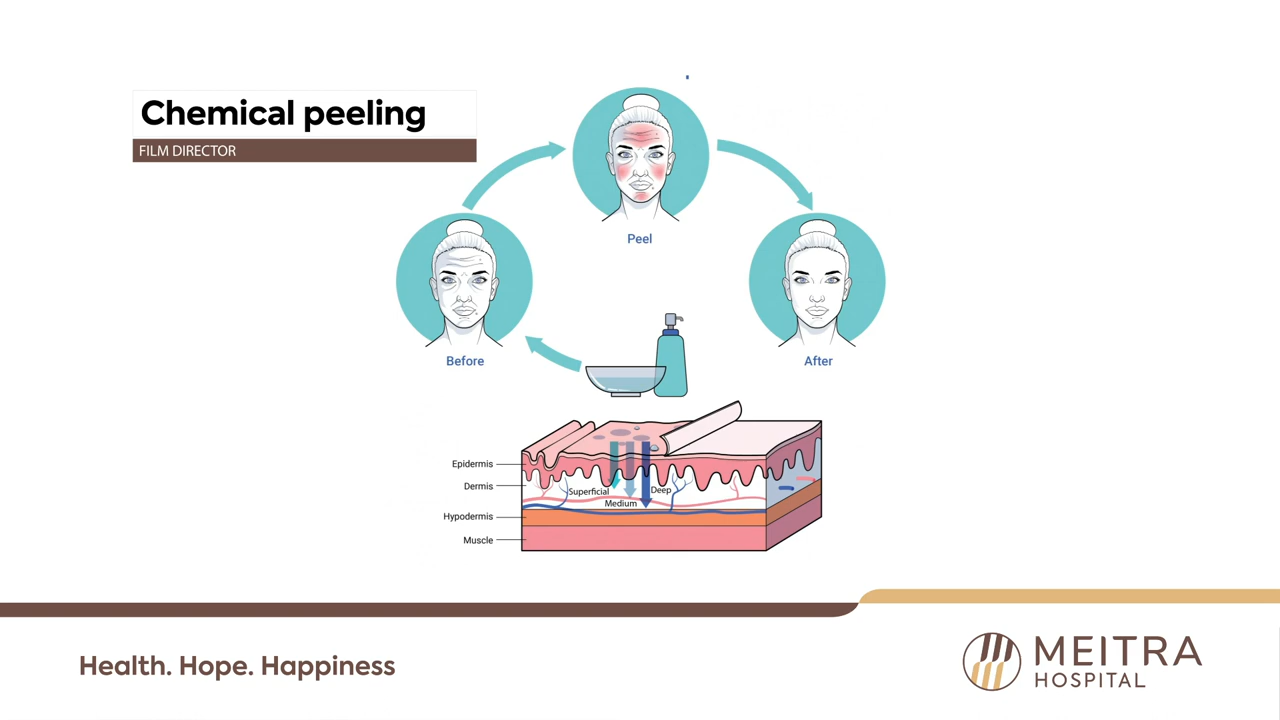 Chemical peeling
FILM DIRECTOR
Peel
Before
After
Epidermis
Dermis
Superficial
Deep
Medium
Hypodermis
Muscle
Health. Hope. Happiness
MEITRA
HOSPITAL